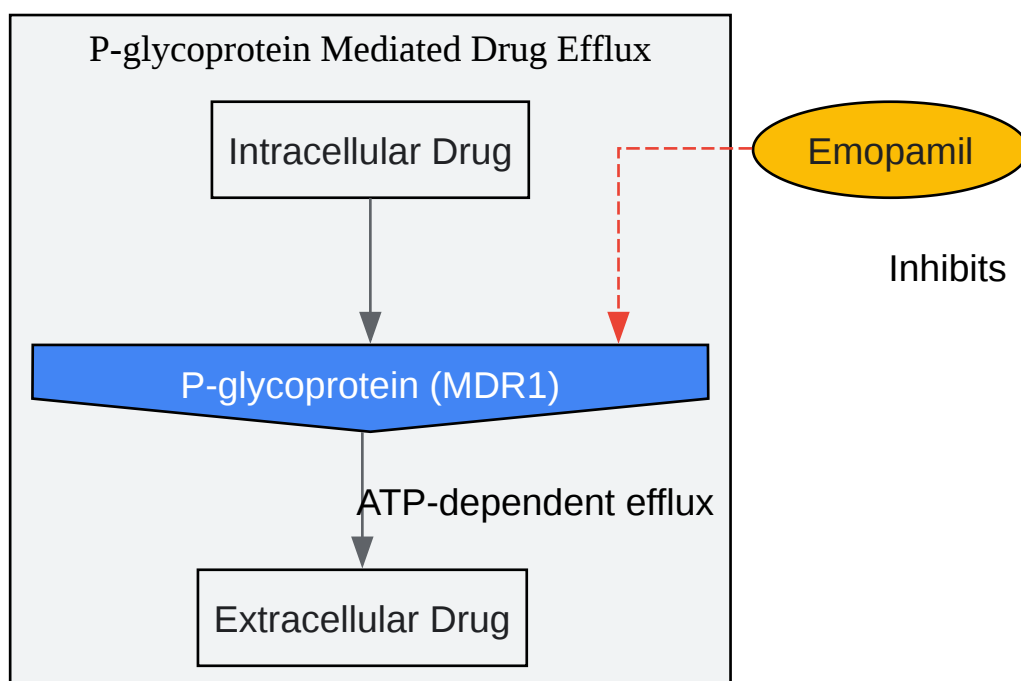 P-glycoprotein Mediated Drug Efflux
Intracellular Drug
Emopamil
Inhibits
P-glycoprotein (MDR1)
ATP-dependent efflux
Extracellular Drug